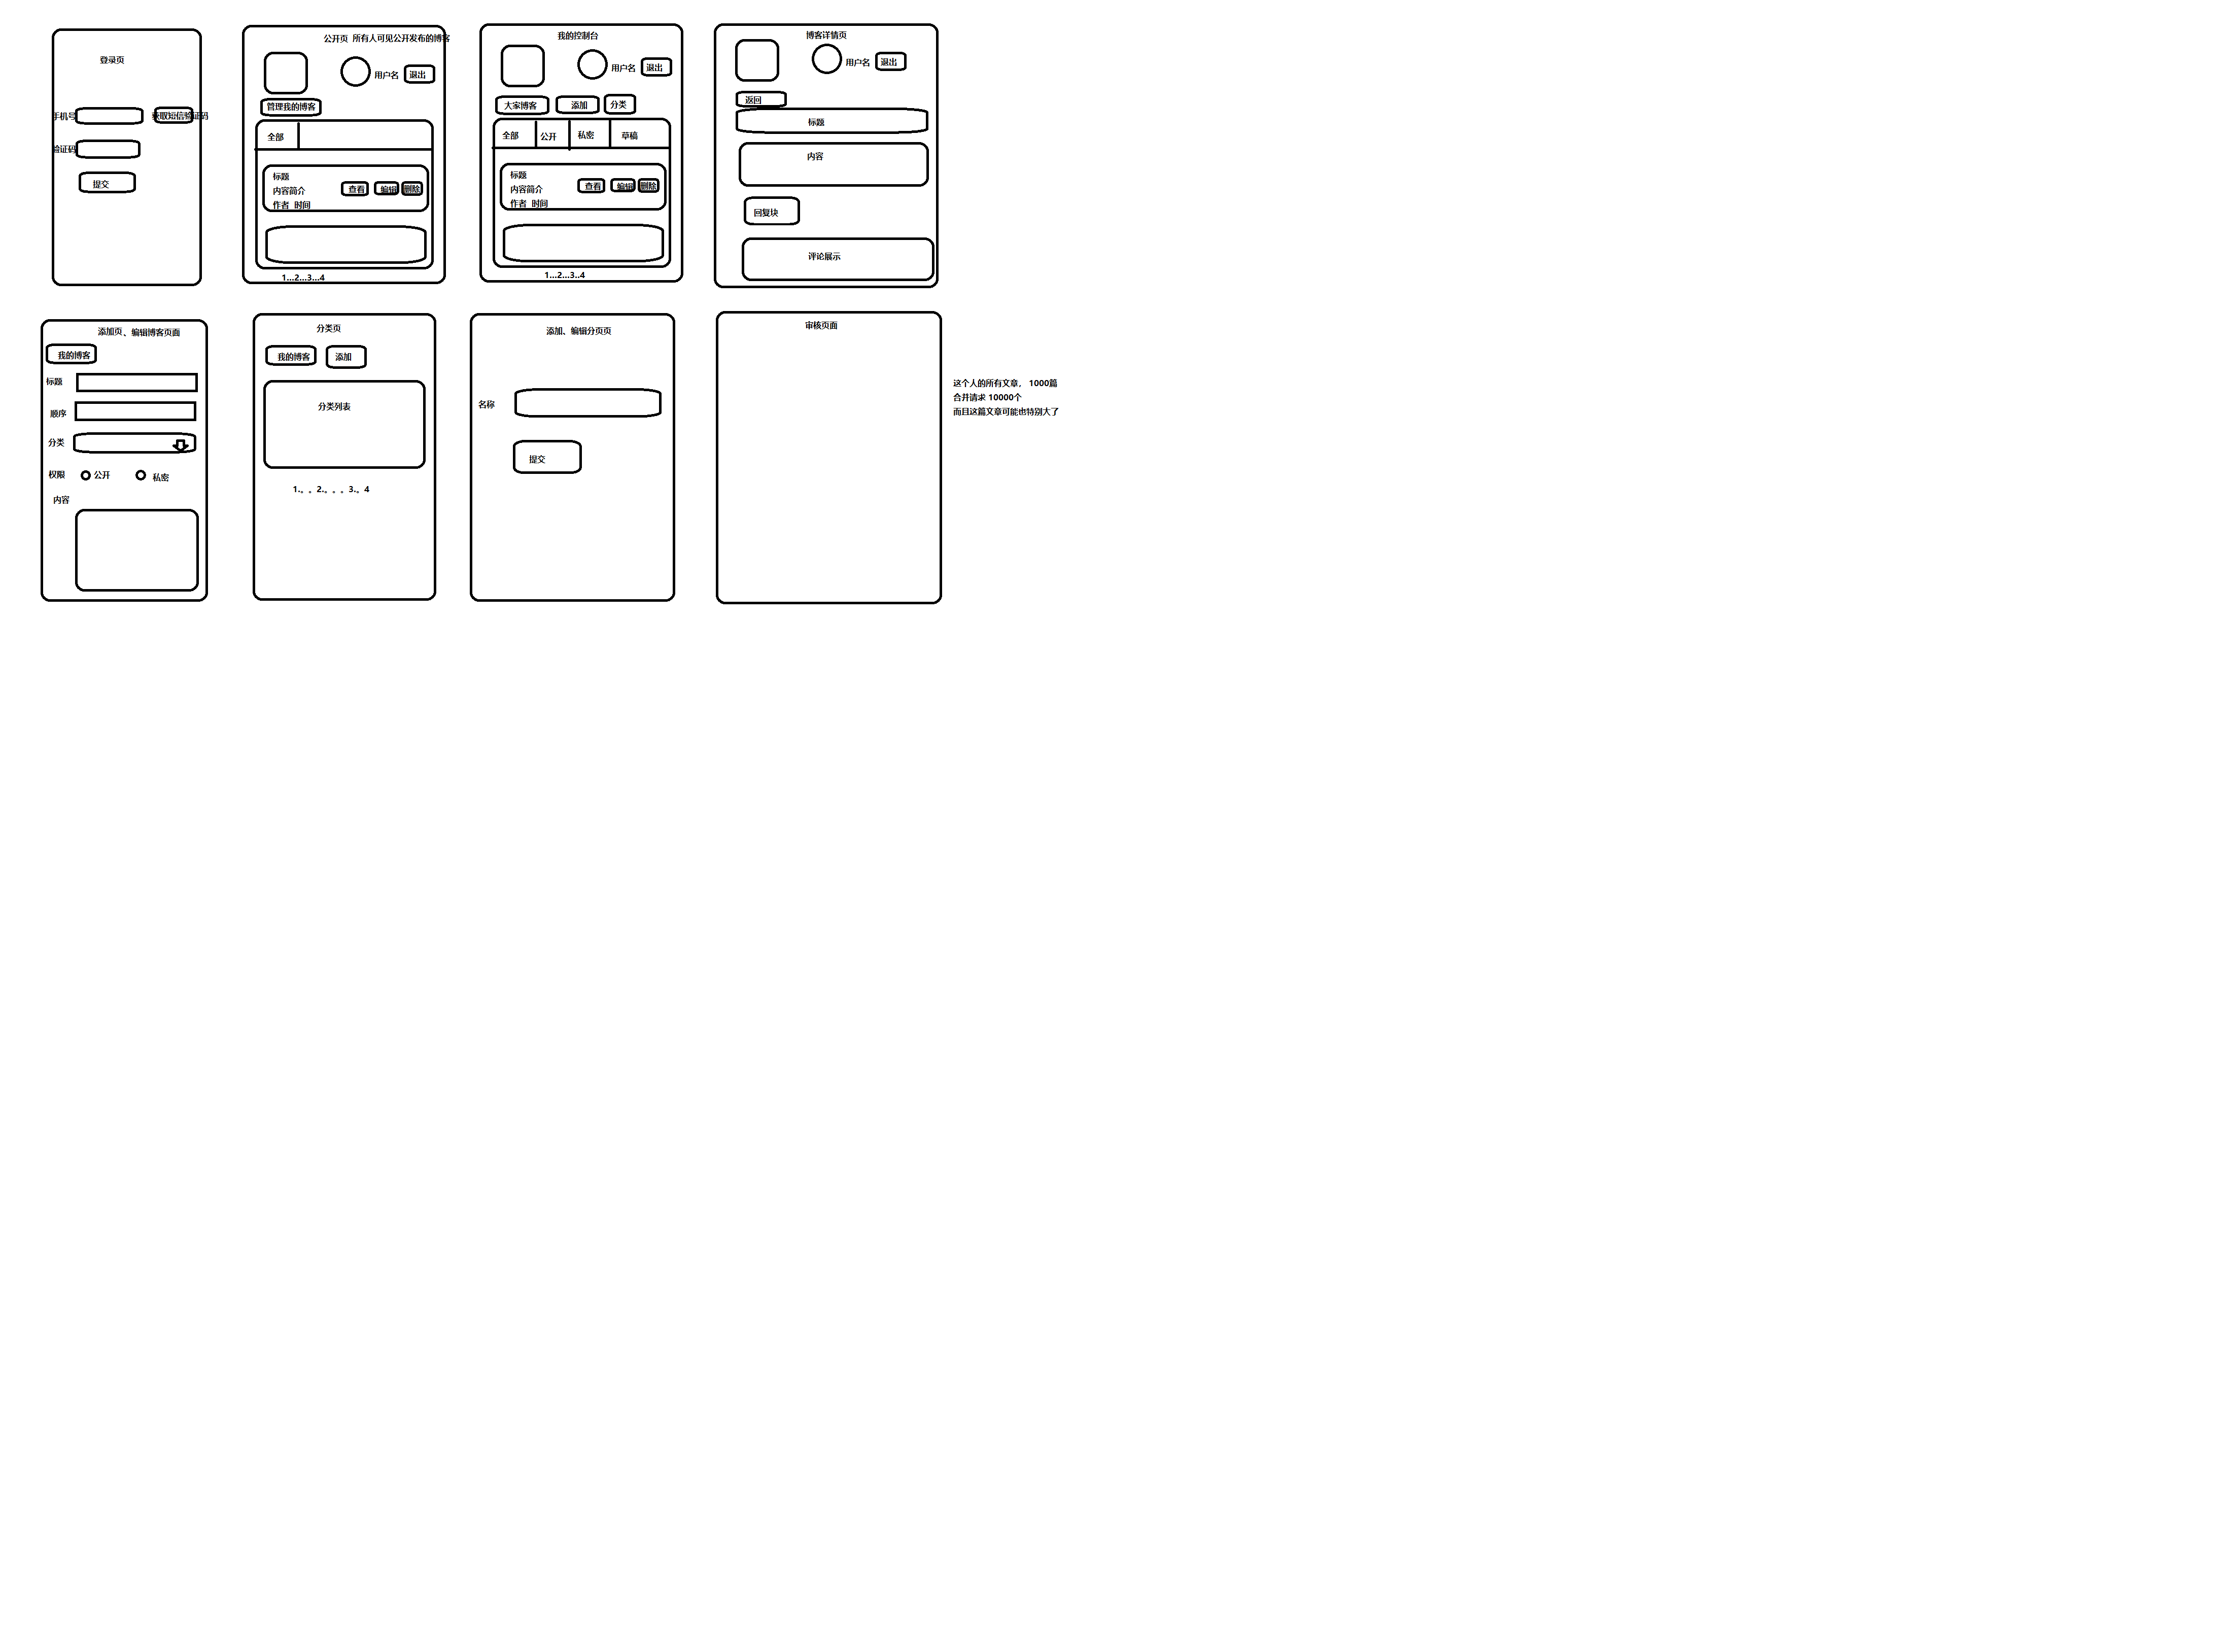 登录页
手机号
获取短信验证码
验证码
提交
公开页 所有人可见公开发布的博客
用户名
退出
管理我的博客
全部
标题
内容简介
作者 时间
查看
编辑
删除
1...2...3...4
我的控制台
用户名
退出
大家博客
添加
分类
全部
公开
私密
草稿
标题
内容简介
作者 时间
查看
编辑
删除
1...2...3..4
博客详情页
用户名
退出
返回
标题
内容
回复块
评论展示
添加页、编辑博客页面
我的博客
标题
顺序
分类
权限
公开
私密
内容
分类页
我的博客
添加
分类列表
1.。。2.。。。3.。4
添加、编辑分页页
名称
提交
审核页面
这个人的所有文章， 1000篇
合并请求 10000个
而且这篇文章可能也特别大了